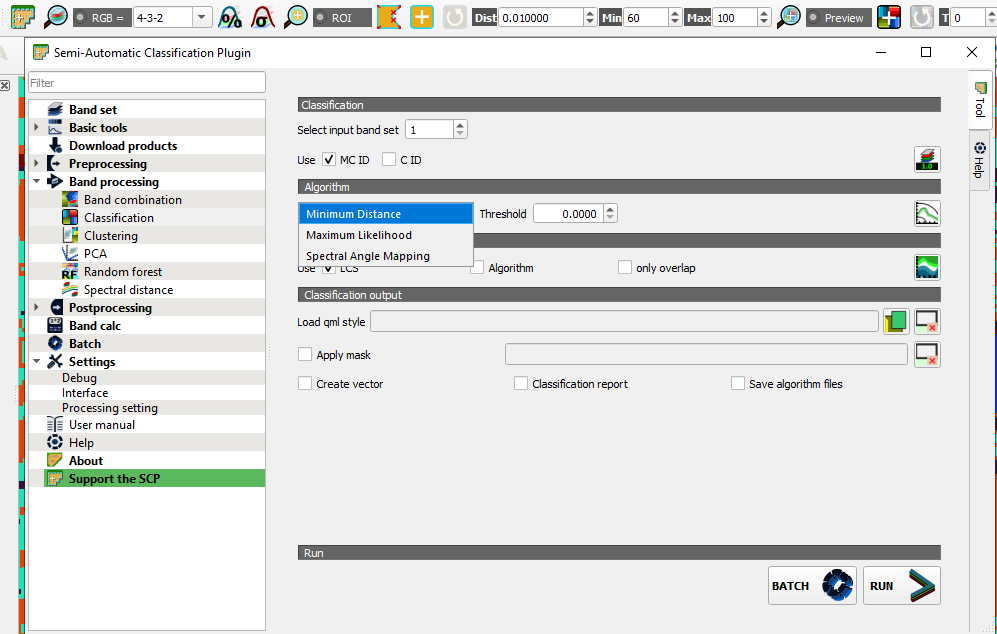 RGB = 4-3-2 ROI Dist 0.010000 Min 60 Max 100 Preview T 0
Semi-Automatic Classification Plugin
Filter
Band set
Basic tools
Download products
Preprocessing
Band processing
Band combination
Classification
Clustering
PCA
RF Random forest
Spectral distance
Postprocessing
Band calc
Batch
Settings
Debug
Interface
Processing setting
User manual
Help
About
Support the SCP
Classification
Select input band set 1
Use MC ID C ID
1.0
Algorithm
Minimum Distance Threshold 0.0000
Maximum Likelihood
Spectral Angle Mapping
Use LCS Algorithm only overlap
Classification output
Load qml style
Apply mask
Create vector Classification report Save algorithm files
Run
BATCH RUN
Tool
Help